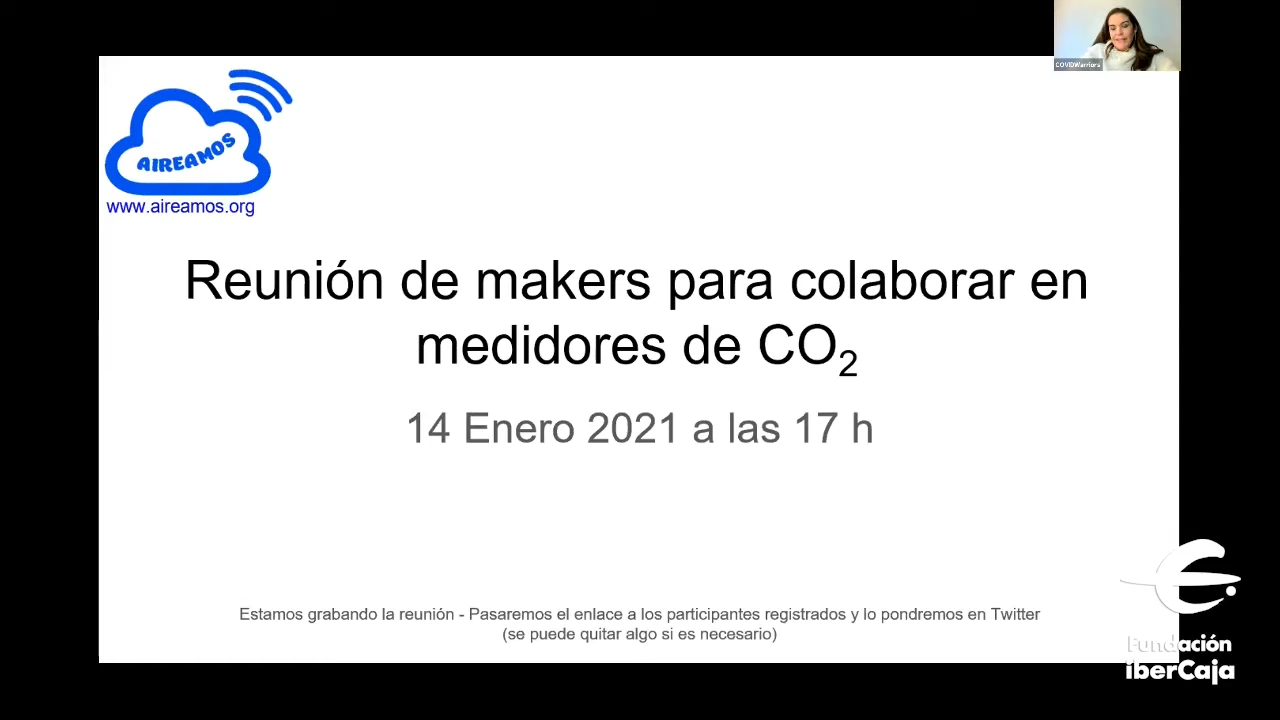 COVIDWarriors
AIREAMOS
www.aireamos.org
Reunión de makers para colaborar en
medidores de CO₂
14 Enero 2021 a las 17 h
Estamos grabando la reunión - Pasaremos el enlace a los participantes registrados y lo pondremos en Twitter
(se puede quitar algo si es necesario)
Fundación
iberCaja